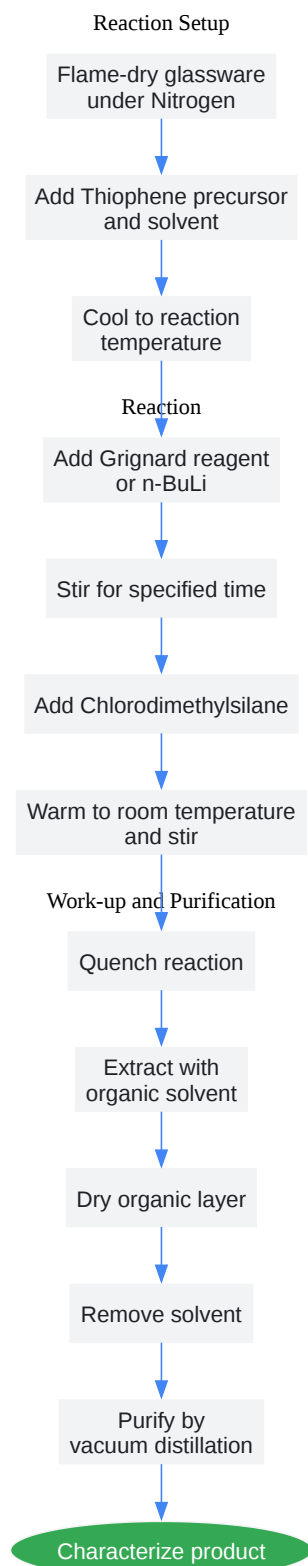 Reaction Setup
Flame-dry glassware
under Nitrogen
Add Thiophene precursor
and solvent
Cool to reaction
temperature
Reaction
Add Grignard reagent
or n-BuLi
Stir for specified time
Add Chlorodimethylsilane
Warm to room temperature
and stir
Work-up and Purification
Quench reaction
Extract with
organic solvent
Dry organic layer
Remove solvent
Purify by
vacuum distillation
Characterize product